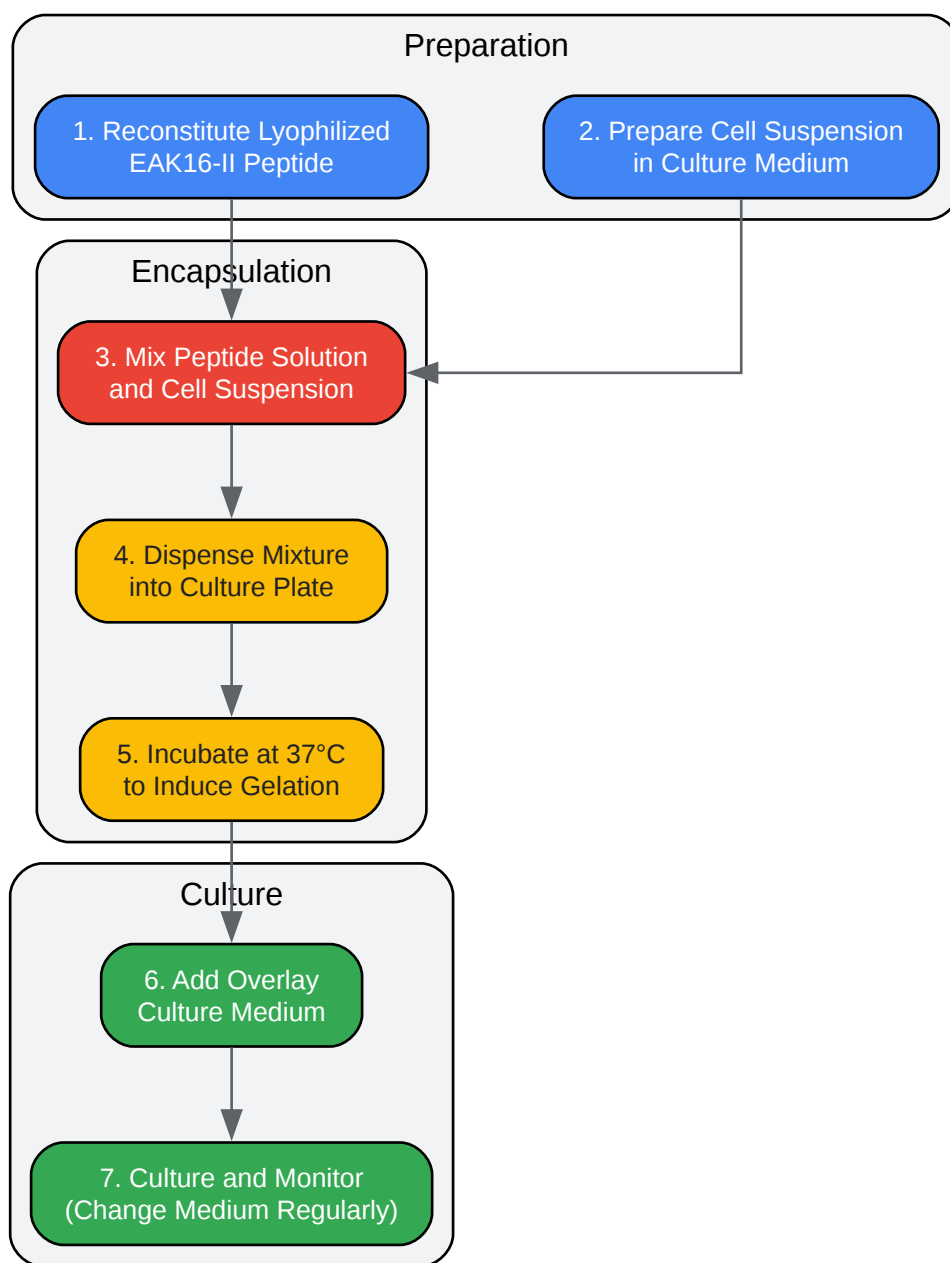 Preparation
1. Reconstitute Lyophilized
EAK16-II Peptide
2. Prepare Cell Suspension
in Culture Medium
Encapsulation
3. Mix Peptide Solution
and Cell Suspension
4. Dispense Mixture
into Culture Plate
5. Incubate at 37°C
to Induce Gelation
Culture
6. Add Overlay
Culture Medium
7. Culture and Monitor
(Change Medium Regularly)